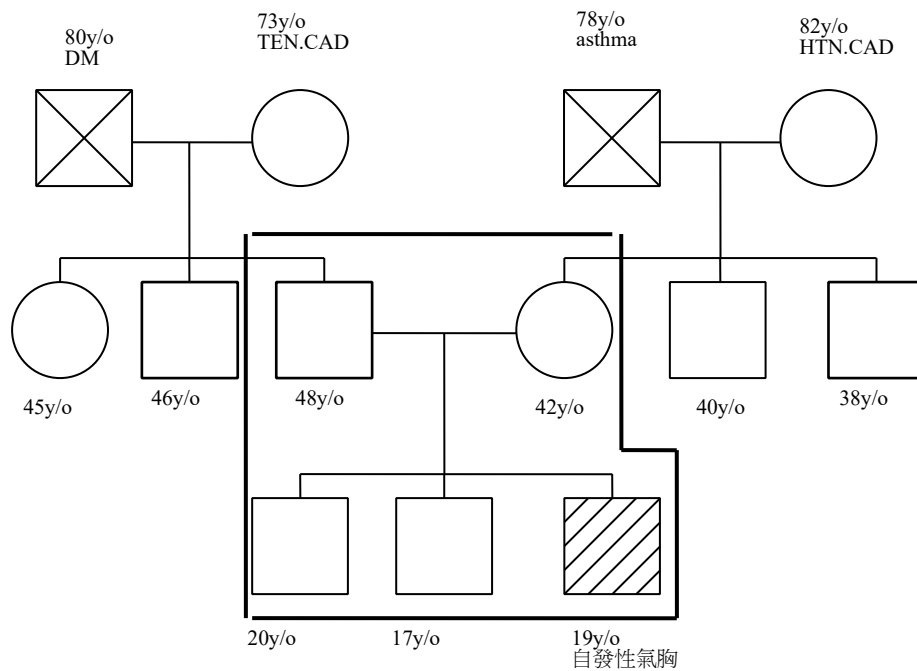 80y/o
DM
73y/o
TEN.CAD
78y/o
asthma
82y/o
HTN.CAD
45y/o
46y/o
48y/o
42y/o
40y/o
38y/o
20y/o
17y/o
19y/o
自發性氣胸